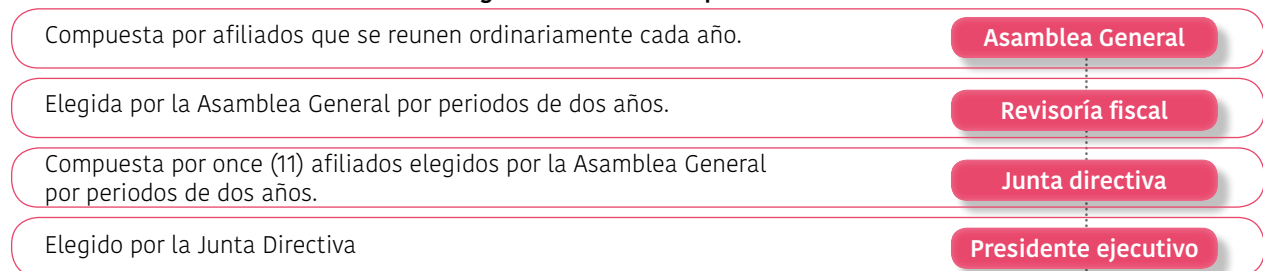 Compuesta por afiliados que se reunen ordinariamente cada año.
Asamblea General
Elegida por la Asamblea General por periodos de dos años.
Revisoría fiscal
Compuesta por once (11) afiliados elegidos por la Asamblea General
por periodos de dos años.
Junta directiva
Elegido por la Junta Directiva
Presidente ejecutivo